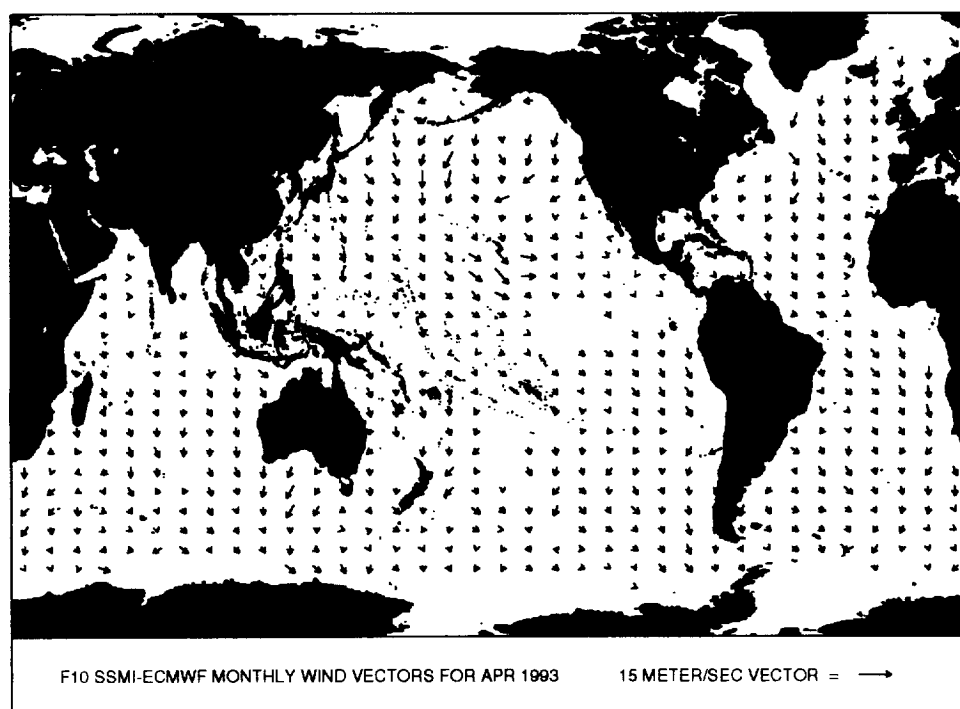 F10 SSMI-ECMWF MONTHLY WIND VECTORS FOR APR 1993 15 METER/SEC VECTOR =